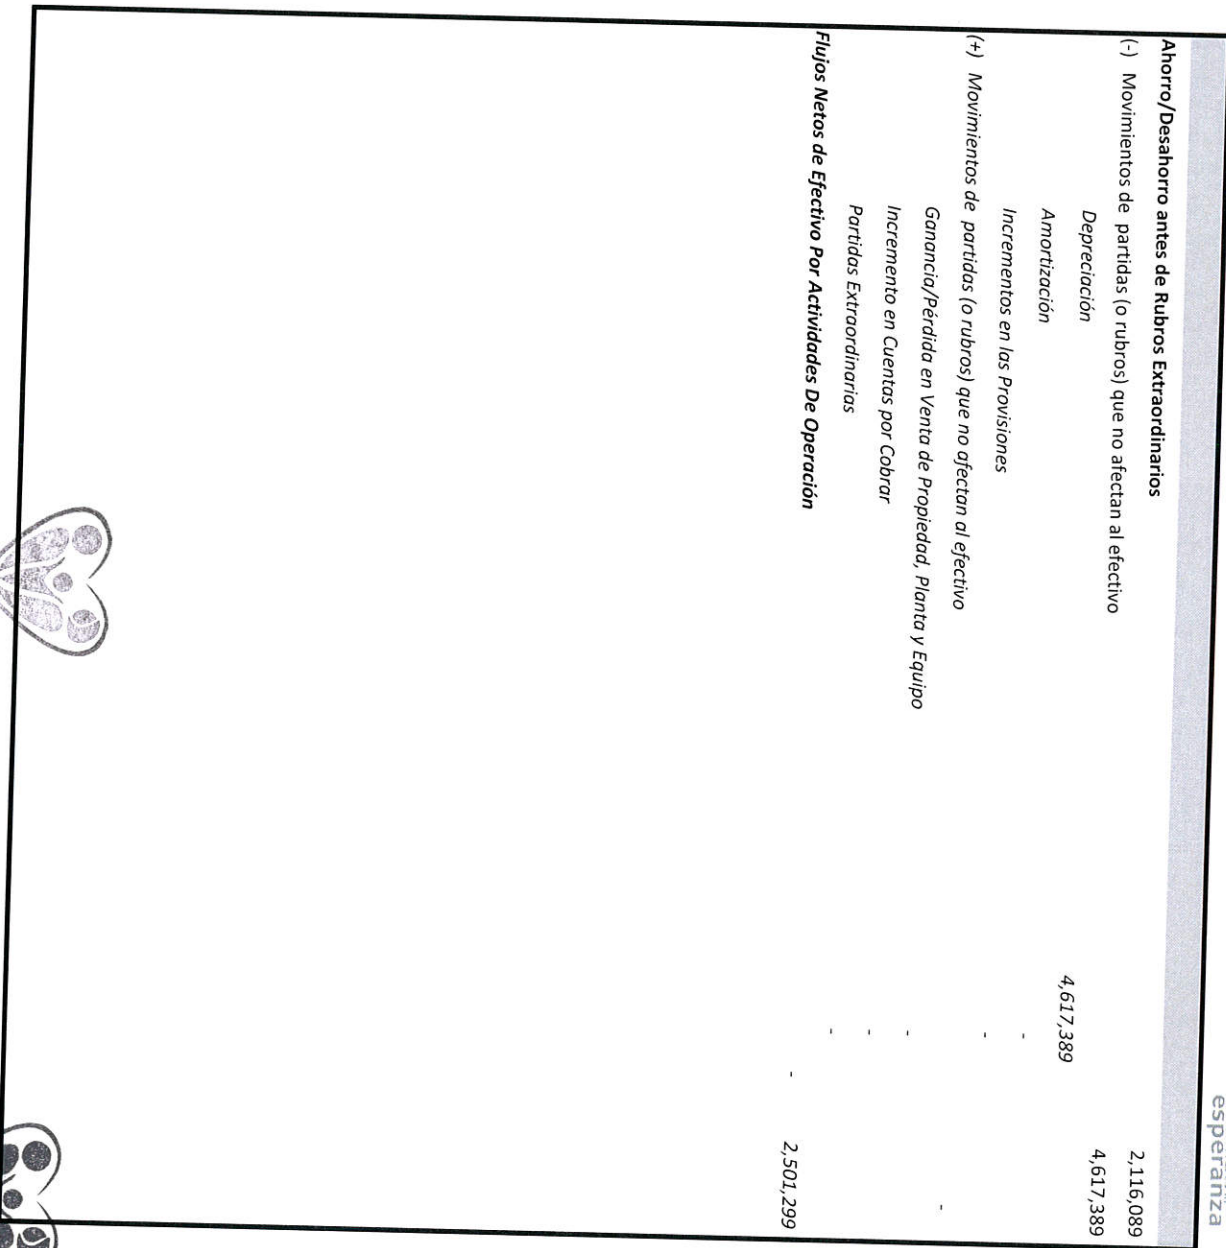 esperanza
Ahorro/Desahorro antes de Rubros Extraordinarios 2,116,089
(-) Movimientos de partidas (o rubros) que no afectan al efectivo 4,617,389
Depreciación 4,617,389
Amortización -
Incrementos en las Provisiones -
(+) Movimientos de partidas (o rubros) que no afectan al efectivo -
Ganancia/Pérdida en Venta de Propiedad, Planta y Equipo -
Incremento en Cuentas por Cobrar -
Partidas Extraordinarias -
Flujos Netos de Efectivo Por Actividades De Operación - 2,501,299